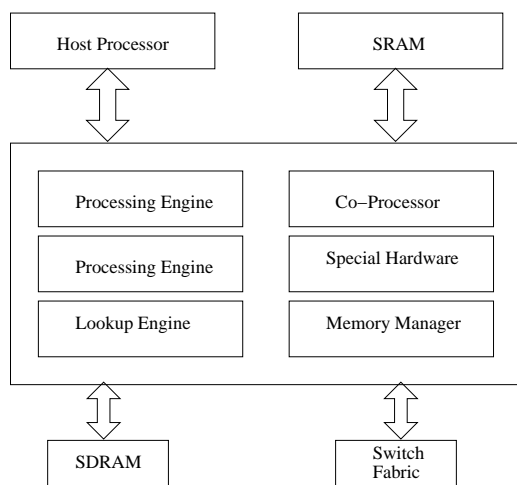 Host Processor
SRAM
Processing Engine
Co−Processor
Processing Engine
Special Hardware
Lookup Engine
Memory Manager
SDRAM
Switch
Fabric